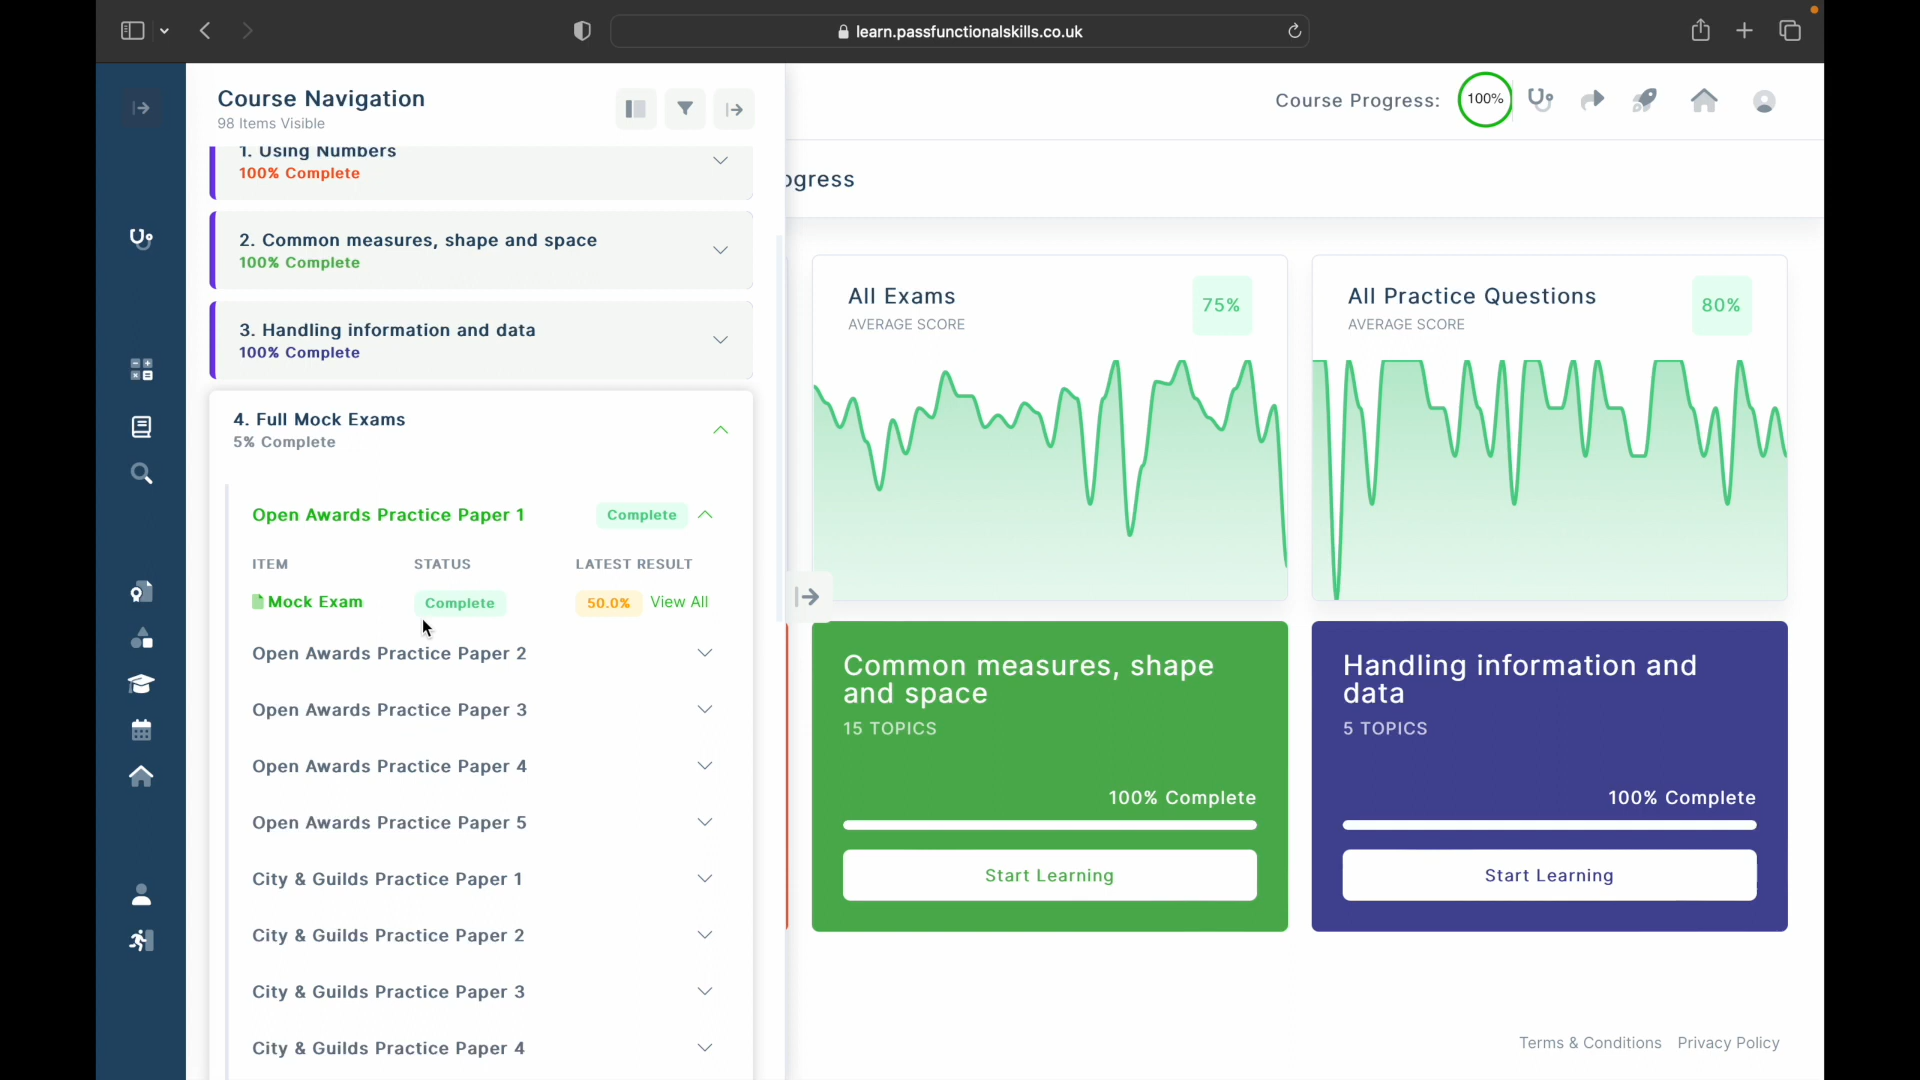 learn.passfunctionalskills.co.uk
Course Navigation
98 Items Visible
Course Progress:
100%
1. Using Numbers
100% Complete
2. Common measures, shape and space
100% Complete
3. Handling information and data
100% Complete
4. Full Mock Exams
5% Complete
Open Awards Practice Paper 1
Complete
ITEM
STATUS
LATEST RESULT
Mock Exam
Complete
50.0%
View All
Open Awards Practice Paper 2
Open Awards Practice Paper 3
Open Awards Practice Paper 4
Open Awards Practice Paper 5
City & Guilds Practice Paper 1
City & Guilds Practice Paper 2
City & Guilds Practice Paper 3
City & Guilds Practice Paper 4
ogress
All Exams
AVERAGE SCORE
75%
All Practice Questions
AVERAGE SCORE
80%
Common measures, shape
and space
15 TOPICS
100% Complete
Start Learning
Handling information and
data
5 TOPICS
100% Complete
Start Learning
Terms & Conditions
Privacy Policy